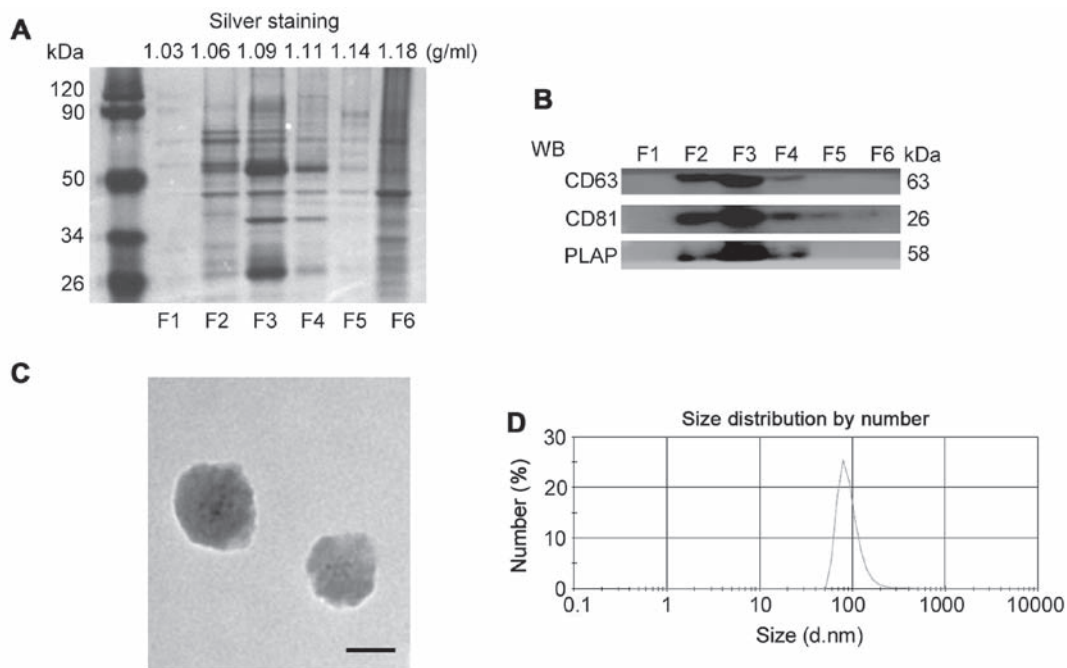 A
Silver staining
kDa 1.03 1.06 1.09 1.11 1.14 1.18 (g/ml)
120
90
50
34
26
F1 F2 F3 F4 F5 F6
B
WB F1 F2 F3 F4 F5 F6 kDa
CD63 63
CD81 26
PLAP 58
C
D
Size distribution by number
Number (%)
30
20
10
0
0.1 1 10 100 1000 10000
Size (d.nm)